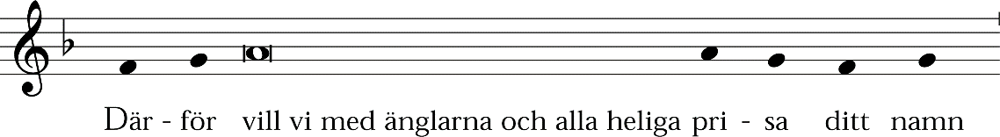 Där - för vill vi med änglarna och alla heliga pri - sa ditt namn